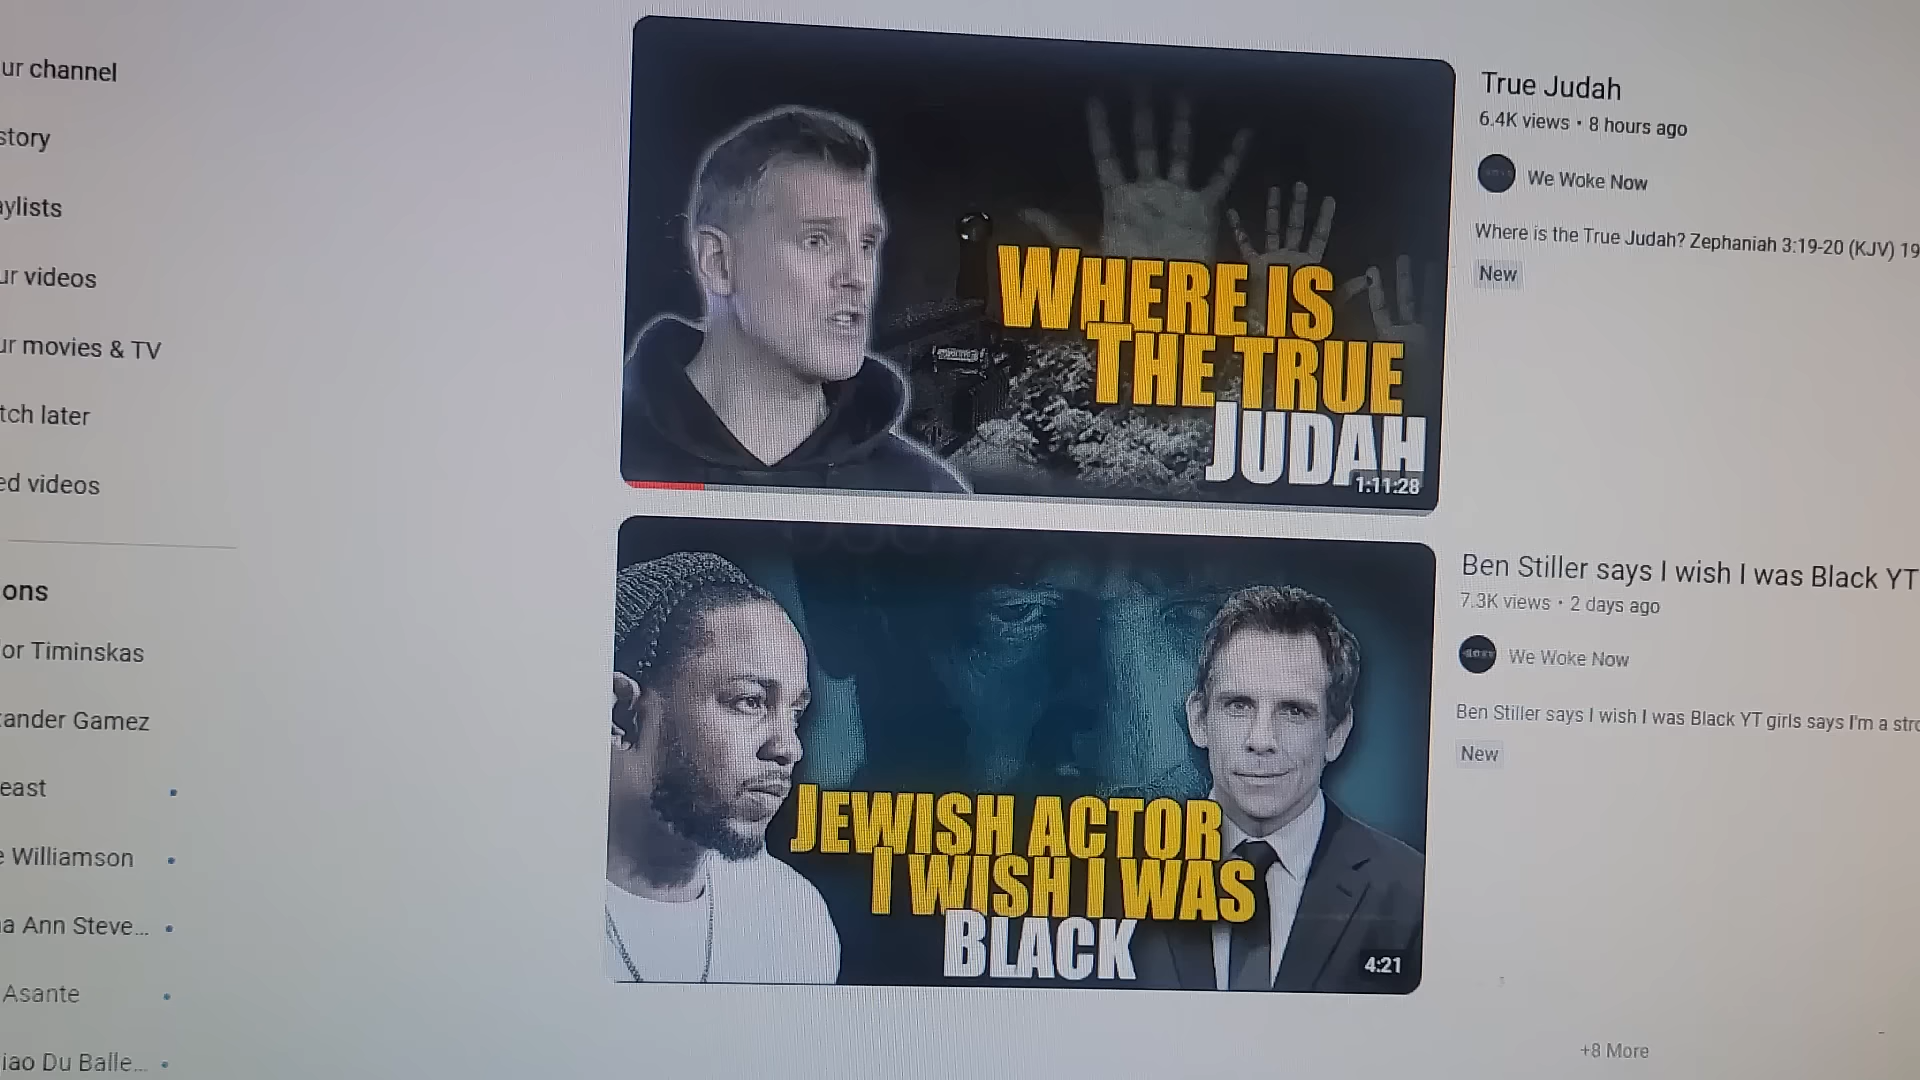 ur channel
story
aylists
ur videos
ur movies & TV
tch later
ed videos
ons
or Timinskas
xander Gamez
east
e Williamson
a Ann Steve...
Asante
iao Du Balle...
WHERE IS
THE TRUE
JUDAH
1:11:28
True Judah
6.4K views • 8 hours ago
We Woke Now
Where is the True Judah? Zephaniah 3:19-20 (KJV) 19
New
JEWISH ACTOR
I WISH I WAS
BLACK
4:21
Ben Stiller says I wish I was Black YT
7.3K views • 2 days ago
We Woke Now
Ben Stiller says I wish I was Black YT girls says I'm a stro
New
+8 More